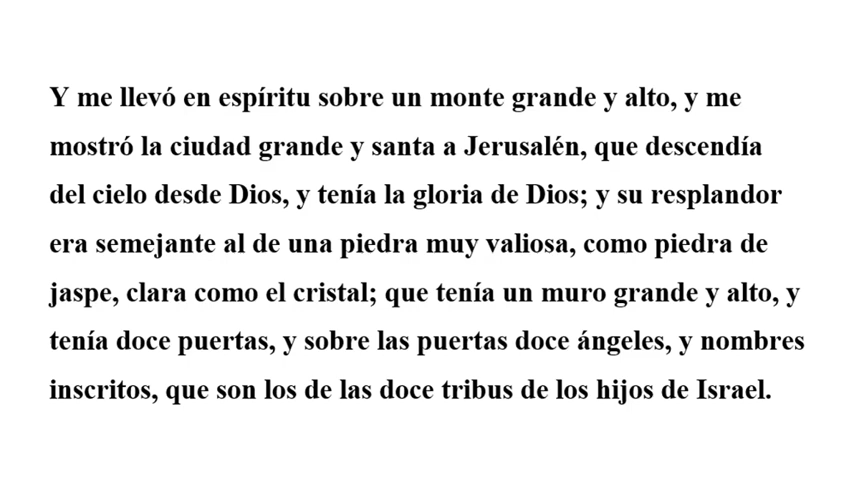 Y me llevó en espíritu sobre un monte grande y alto, y me
mostró la ciudad grande y santa a Jerusalén, que descendía
del cielo desde Dios, y tenía la gloria de Dios; y su resplandor
era semejante al de una piedra muy valiosa, como piedra de
jaspe, clara como el cristal; que tenía un muro grande y alto, y
tenía doce puertas, y sobre las puertas doce ángeles, y nombres
inscritos, que son los de las doce tribus de los hijos de Israel.